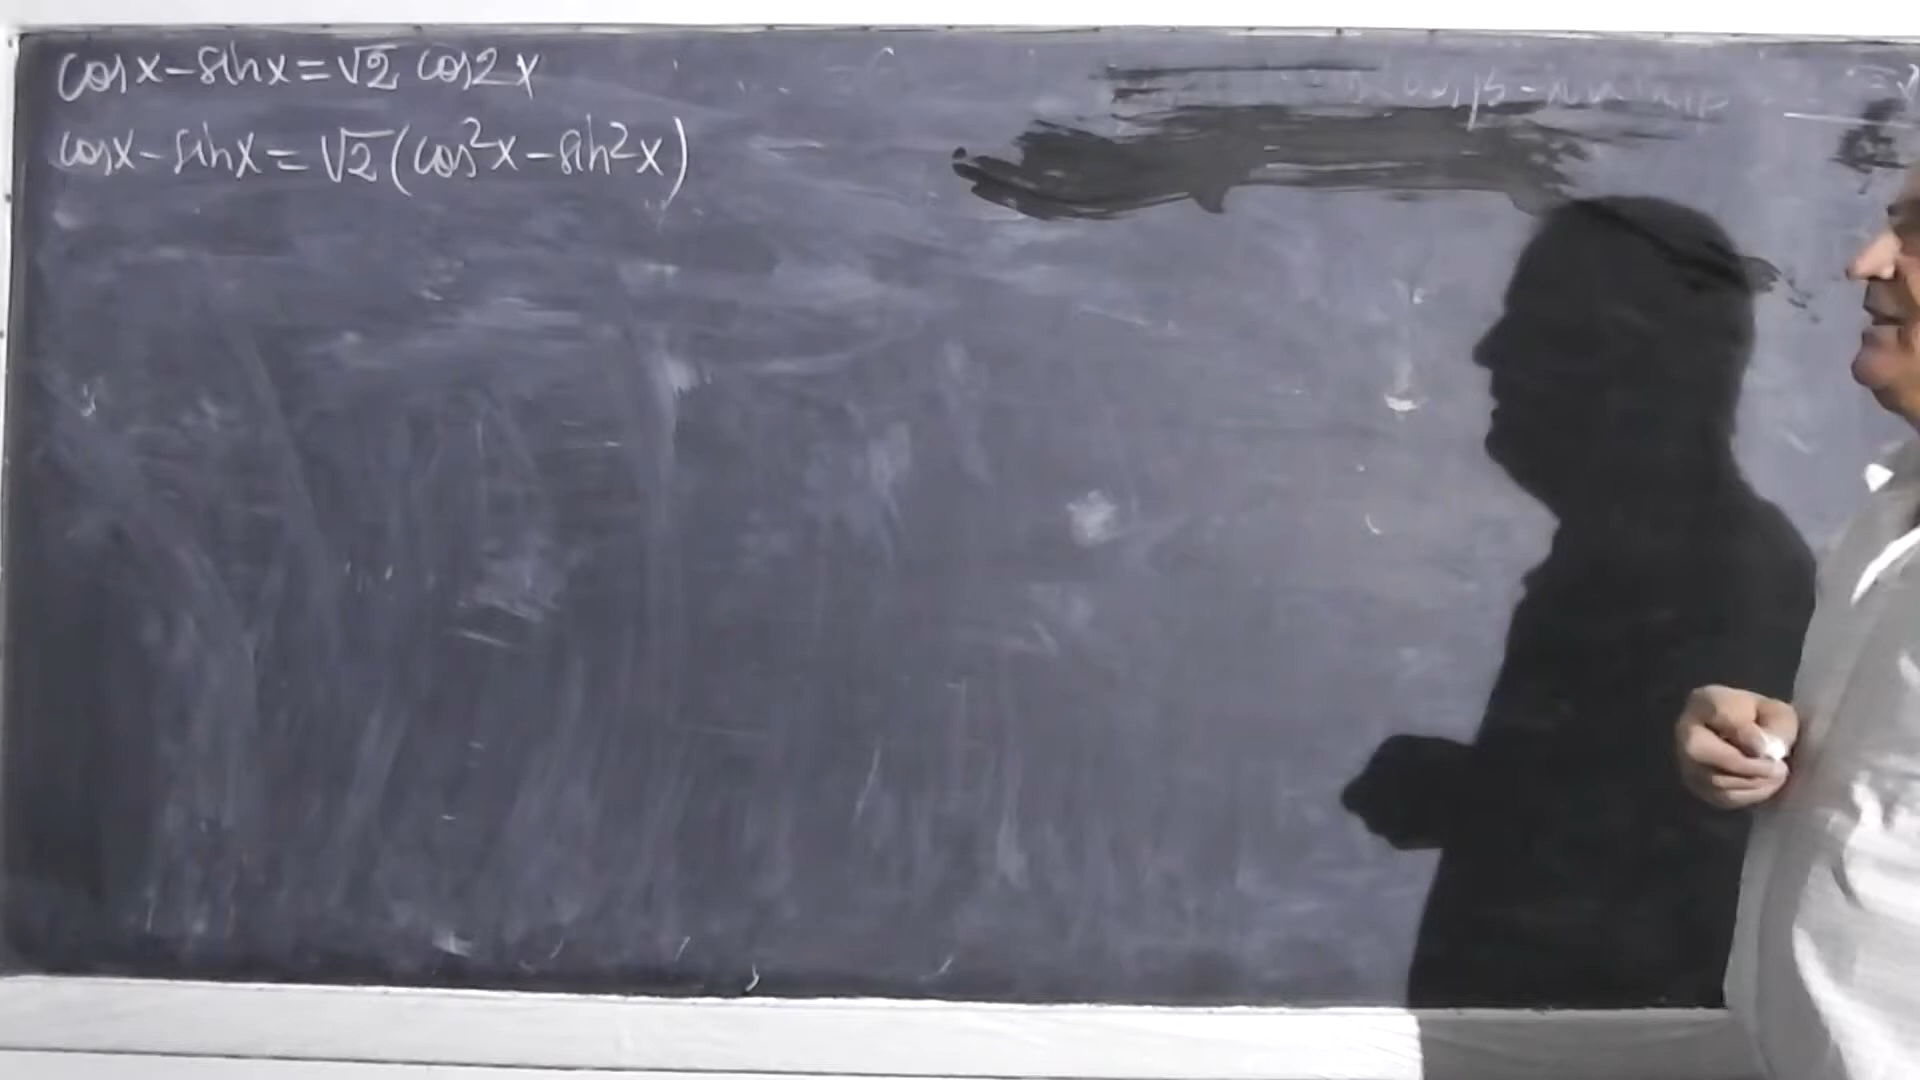 cosx-sinx=√2 cos2x
cosx-sinx=√2(cos²x-sin²x)